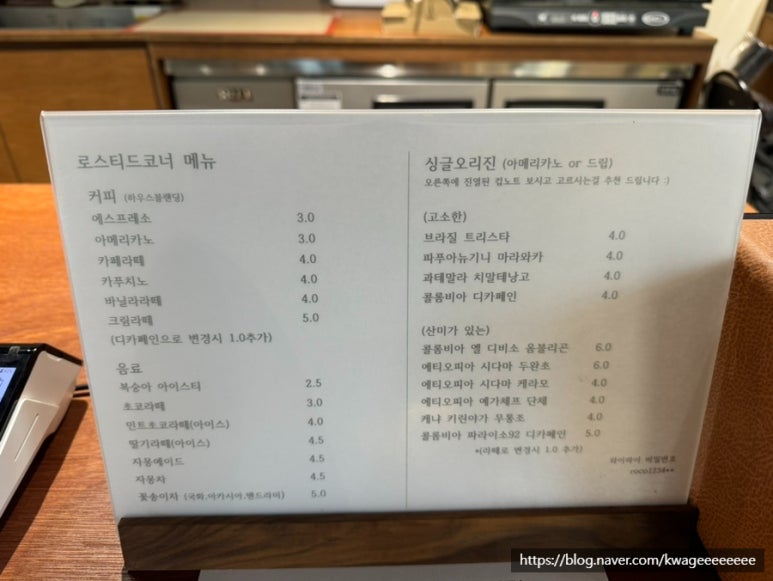 로스티드코너 메뉴
커피 (하우스블랜딩)
에스프레소 3.0
아메리카노 3.0
카페라떼 4.0
카푸치노 4.0
바닐라라떼 4.0
크림라떼 5.0
(디카페인으로 변경시 1.0추가)
음료
복숭아 아이스티 2.5
초코라떼 3.0
민트초코라떼(아이스) 4.0
딸기라떼(아이스) 4.5
자몽에이드 4.5
자몽차 4.5
꽃송이차 (국화,아카시아,맨드라미) 5.0
싱글오리진 (아메리카노 or 드립)
오른쪽에 진열된 컵노트 보시고 고르시는걸 추천 드립니다 :)
(고소한)
브라질 트리스타 4.0
파푸아뉴기니 마라와카 4.0
과테말라 치말테낭고 4.0
콜롬비아 디카페인 4.0
(산미가 있는)
콜롬비아 엘 디비소 옴블리곤 6.0
에티오피아 시다마 두완초 6.0
에티오피아 시다마 케라모 4.0
에티오피아 예가체프 단체 4.0
케냐 키린야가 무통조 4.0
콜롬비아 파라이소92 디카페인 5.0
*(라떼로 변경시 1.0 추가)
와이파이 비밀번호
roco1234**
https://blog.naver.com/kwageeeeeeee